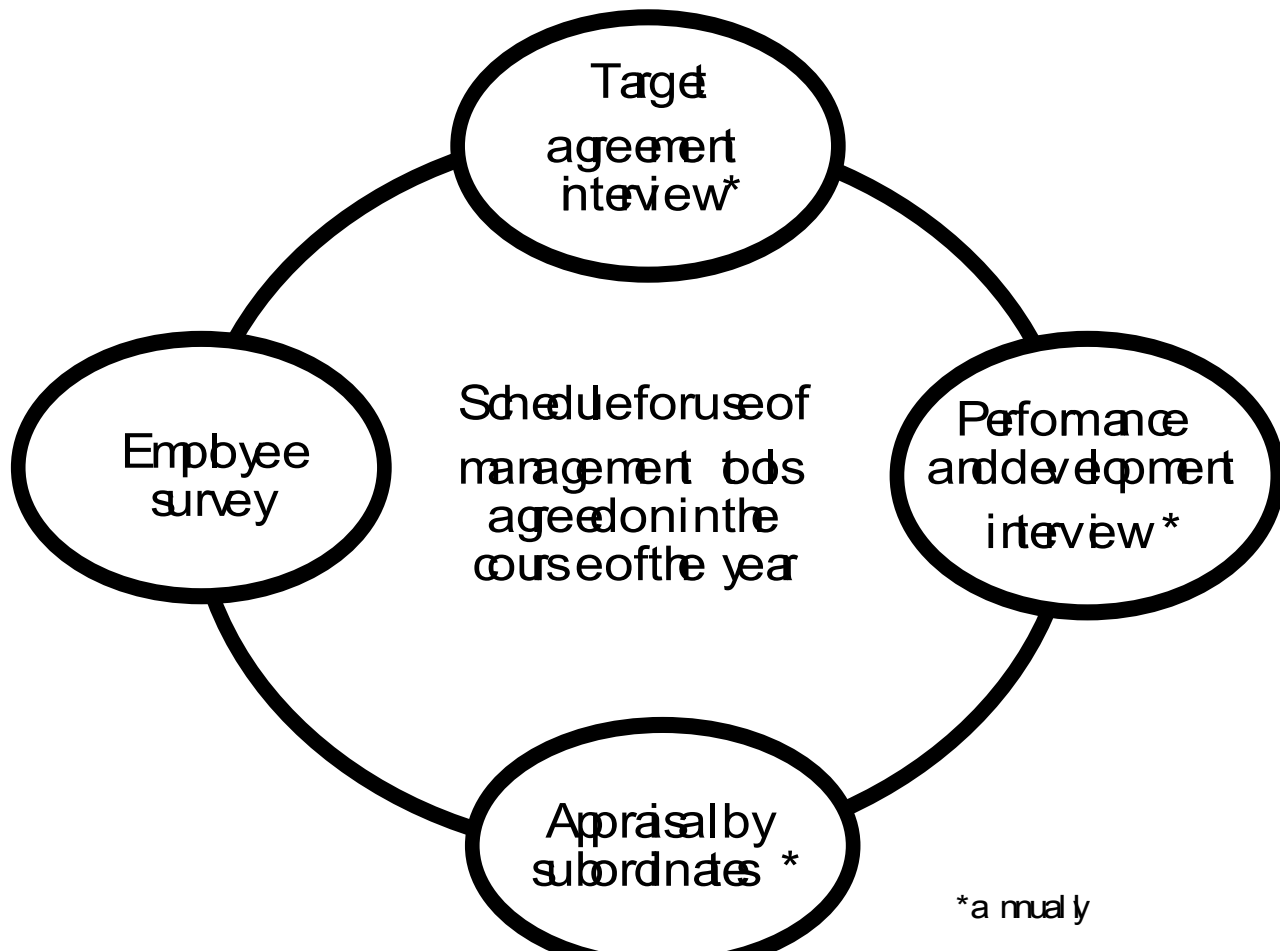 Target
agreement
interview*
Employee
survey
Schedule for use of
management tools
agreed on in the
course of the year
Performance
and development
interview *
Appraisal by
subordinates *
*annually